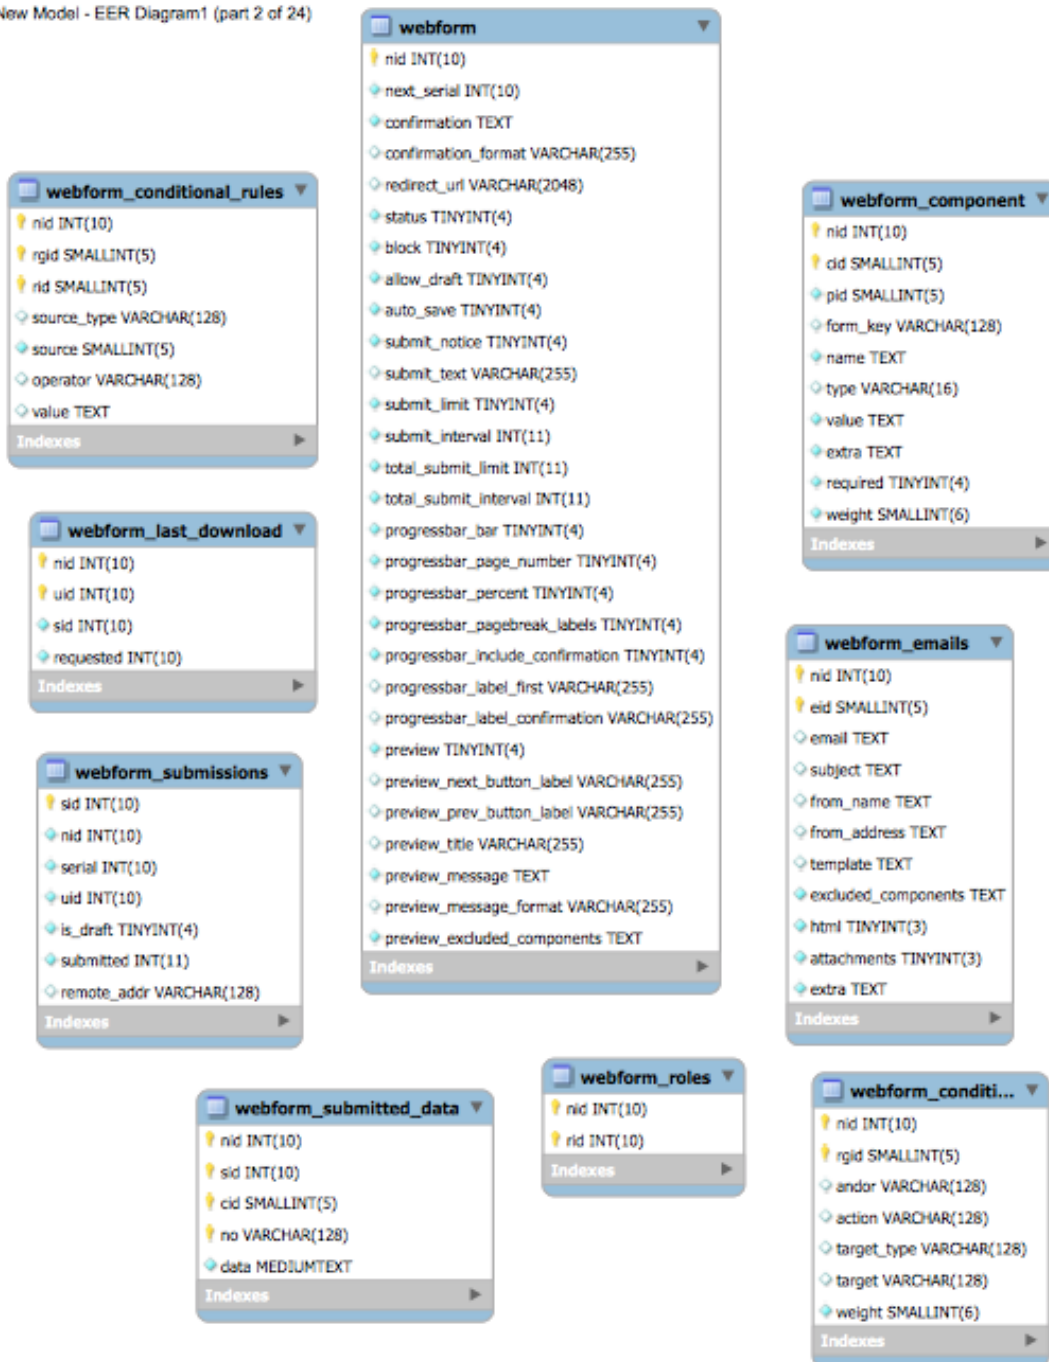 New Model - EER Diagram1 (part 2 of 24)
webform
nid INT(10)
next_serial INT(10)
confirmation TEXT
confirmation_format VARCHAR(255)
redirect_url VARCHAR(2048)
status TINYINT(4)
block TINYINT(4)
allow_draft TINYINT(4)
auto_save TINYINT(4)
submit_notice TINYINT(4)
submit_text VARCHAR(255)
submit_limit TINYINT(4)
submit_interval INT(11)
total_submit_limit INT(11)
total_submit_interval INT(11)
progressbar_bar TINYINT(4)
progressbar_page_number TINYINT(4)
progressbar_percent TINYINT(4)
progressbar_pagebreak_labels TINYINT(4)
progressbar_include_confirmation TINYINT(4)
progressbar_label_first VARCHAR(255)
progressbar_label_confirmation VARCHAR(255)
preview TINYINT(4)
preview_next_button_label VARCHAR(255)
preview_prev_button_label VARCHAR(255)
preview_title VARCHAR(255)
preview_message TEXT
preview_message_format VARCHAR(255)
preview_excluded_components TEXT
Indexes
webform_conditional_rules
nid INT(10)
rgid SMALLINT(5)
rid SMALLINT(5)
source_type VARCHAR(128)
source SMALLINT(5)
operator VARCHAR(128)
value TEXT
Indexes
webform_component
nid INT(10)
cid SMALLINT(5)
pid SMALLINT(5)
form_key VARCHAR(128)
name TEXT
type VARCHAR(16)
value TEXT
extra TEXT
required TINYINT(4)
weight SMALLINT(6)
Indexes
webform_last_download
nid INT(10)
uid INT(10)
sid INT(10)
requested INT(10)
Indexes
webform_emails
nid INT(10)
eid SMALLINT(5)
email TEXT
subject TEXT
from_name TEXT
from_address TEXT
template TEXT
excluded_components TEXT
html TINYINT(3)
attachments TINYINT(3)
extra TEXT
Indexes
webform_submissions
sid INT(10)
nid INT(10)
serial INT(10)
uid INT(10)
is_draft TINYINT(4)
submitted INT(11)
remote_addr VARCHAR(128)
Indexes
webform_submitted_data
nid INT(10)
sid INT(10)
cid SMALLINT(5)
no VARCHAR(128)
data MEDIUMTEXT
Indexes
webform_roles
nid INT(10)
rid INT(10)
Indexes
webform_conditi...
nid INT(10)
rgid SMALLINT(5)
andor VARCHAR(128)
action VARCHAR(128)
target_type VARCHAR(128)
target VARCHAR(128)
weight SMALLINT(6)
Indexes